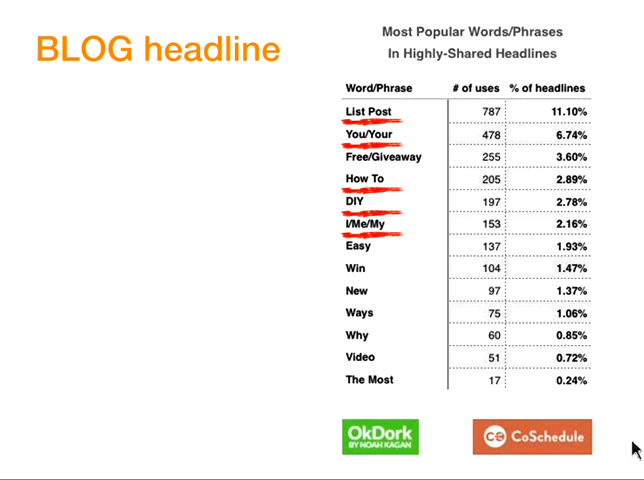 BLOG headline
Most Popular Words/Phrases
In Highly-Shared Headlines
Word/Phrase # of uses % of headlines
List Post 787 11.10%
You/Your 478 6.74%
Free/Giveaway 255 3.60%
How To 205 2.89%
DIY 197 2.78%
I/Me/My 153 2.16%
Easy 137 1.93%
Win 104 1.47%
New 97 1.37%
Ways 75 1.06%
Why 60 0.85%
Video 51 0.72%
The Most 17 0.24%
OkDork
BY NOAH KAGAN
CoSchedule